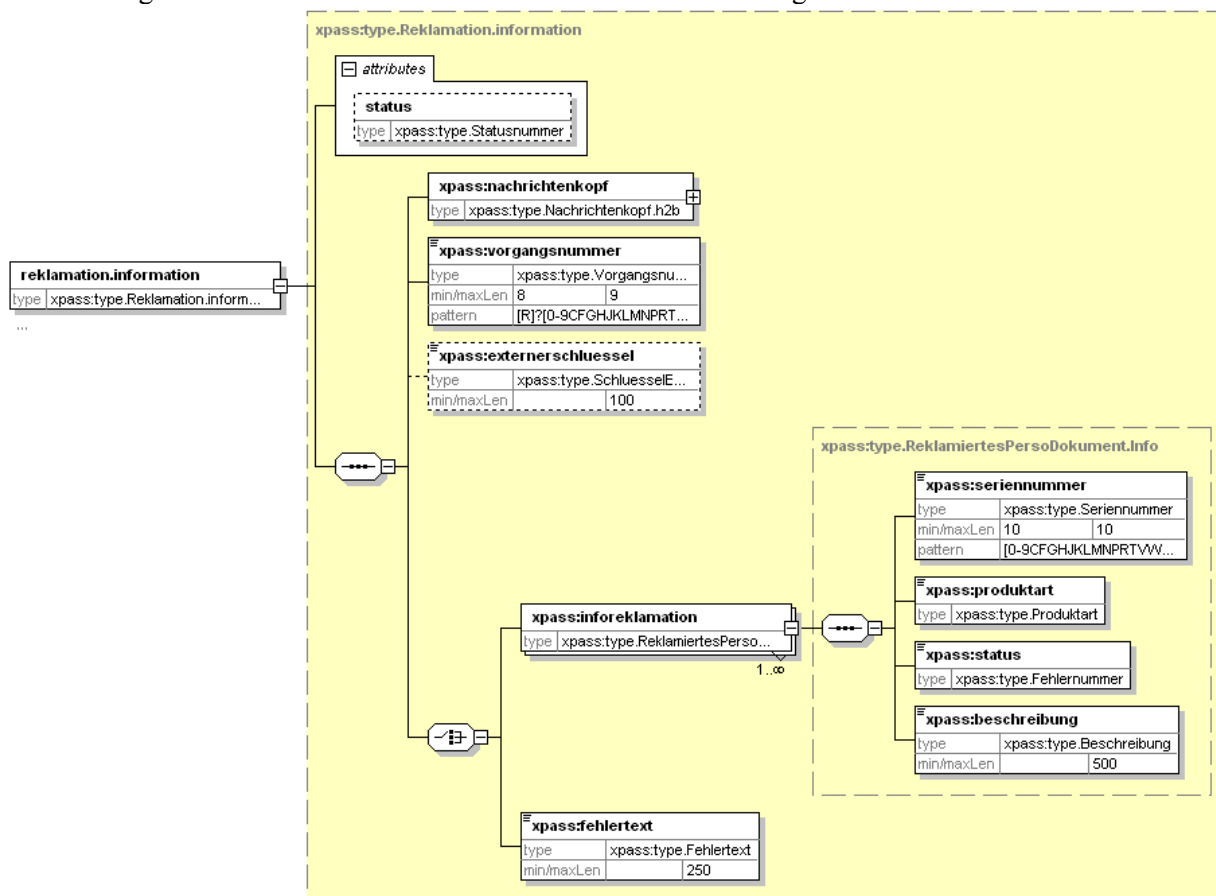 xpass:type.Reklamation.information
attributes
status
type xpass:type.Statusnummer
xpass:nachrichtenkopf
type xpass:type.Nachrichtenkopf.h2b
xpass:vorgangsnummer
type xpass:type.Vorgangsnu...
min/maxLen 8 9
pattern [R]?[0-9CFGHJKLMNPRT...
reklamation.information
type xpass:type.Reklamation.inform...
...
xpass:externerschluessel
type xpass:type.SchluesselE...
min/maxLen 100
xpass:type.ReklamiertesPersoDokument.Info
xpass:seriennummer
type xpass:type.Seriennummer
min/maxLen 10 10
pattern [0-9CFGHJKLMNPRTVW...
xpass:produktart
type xpass:type.Produktart
xpass:inforeklamation
type xpass:type.ReklamiertesPerso...
1..∞
xpass:status
type xpass:type.Fehlernummer
xpass:beschreibung
type xpass:type.Beschreibung
min/maxLen 500
xpass:fehlertext
type xpass:type.Fehlertext
min/maxLen 250